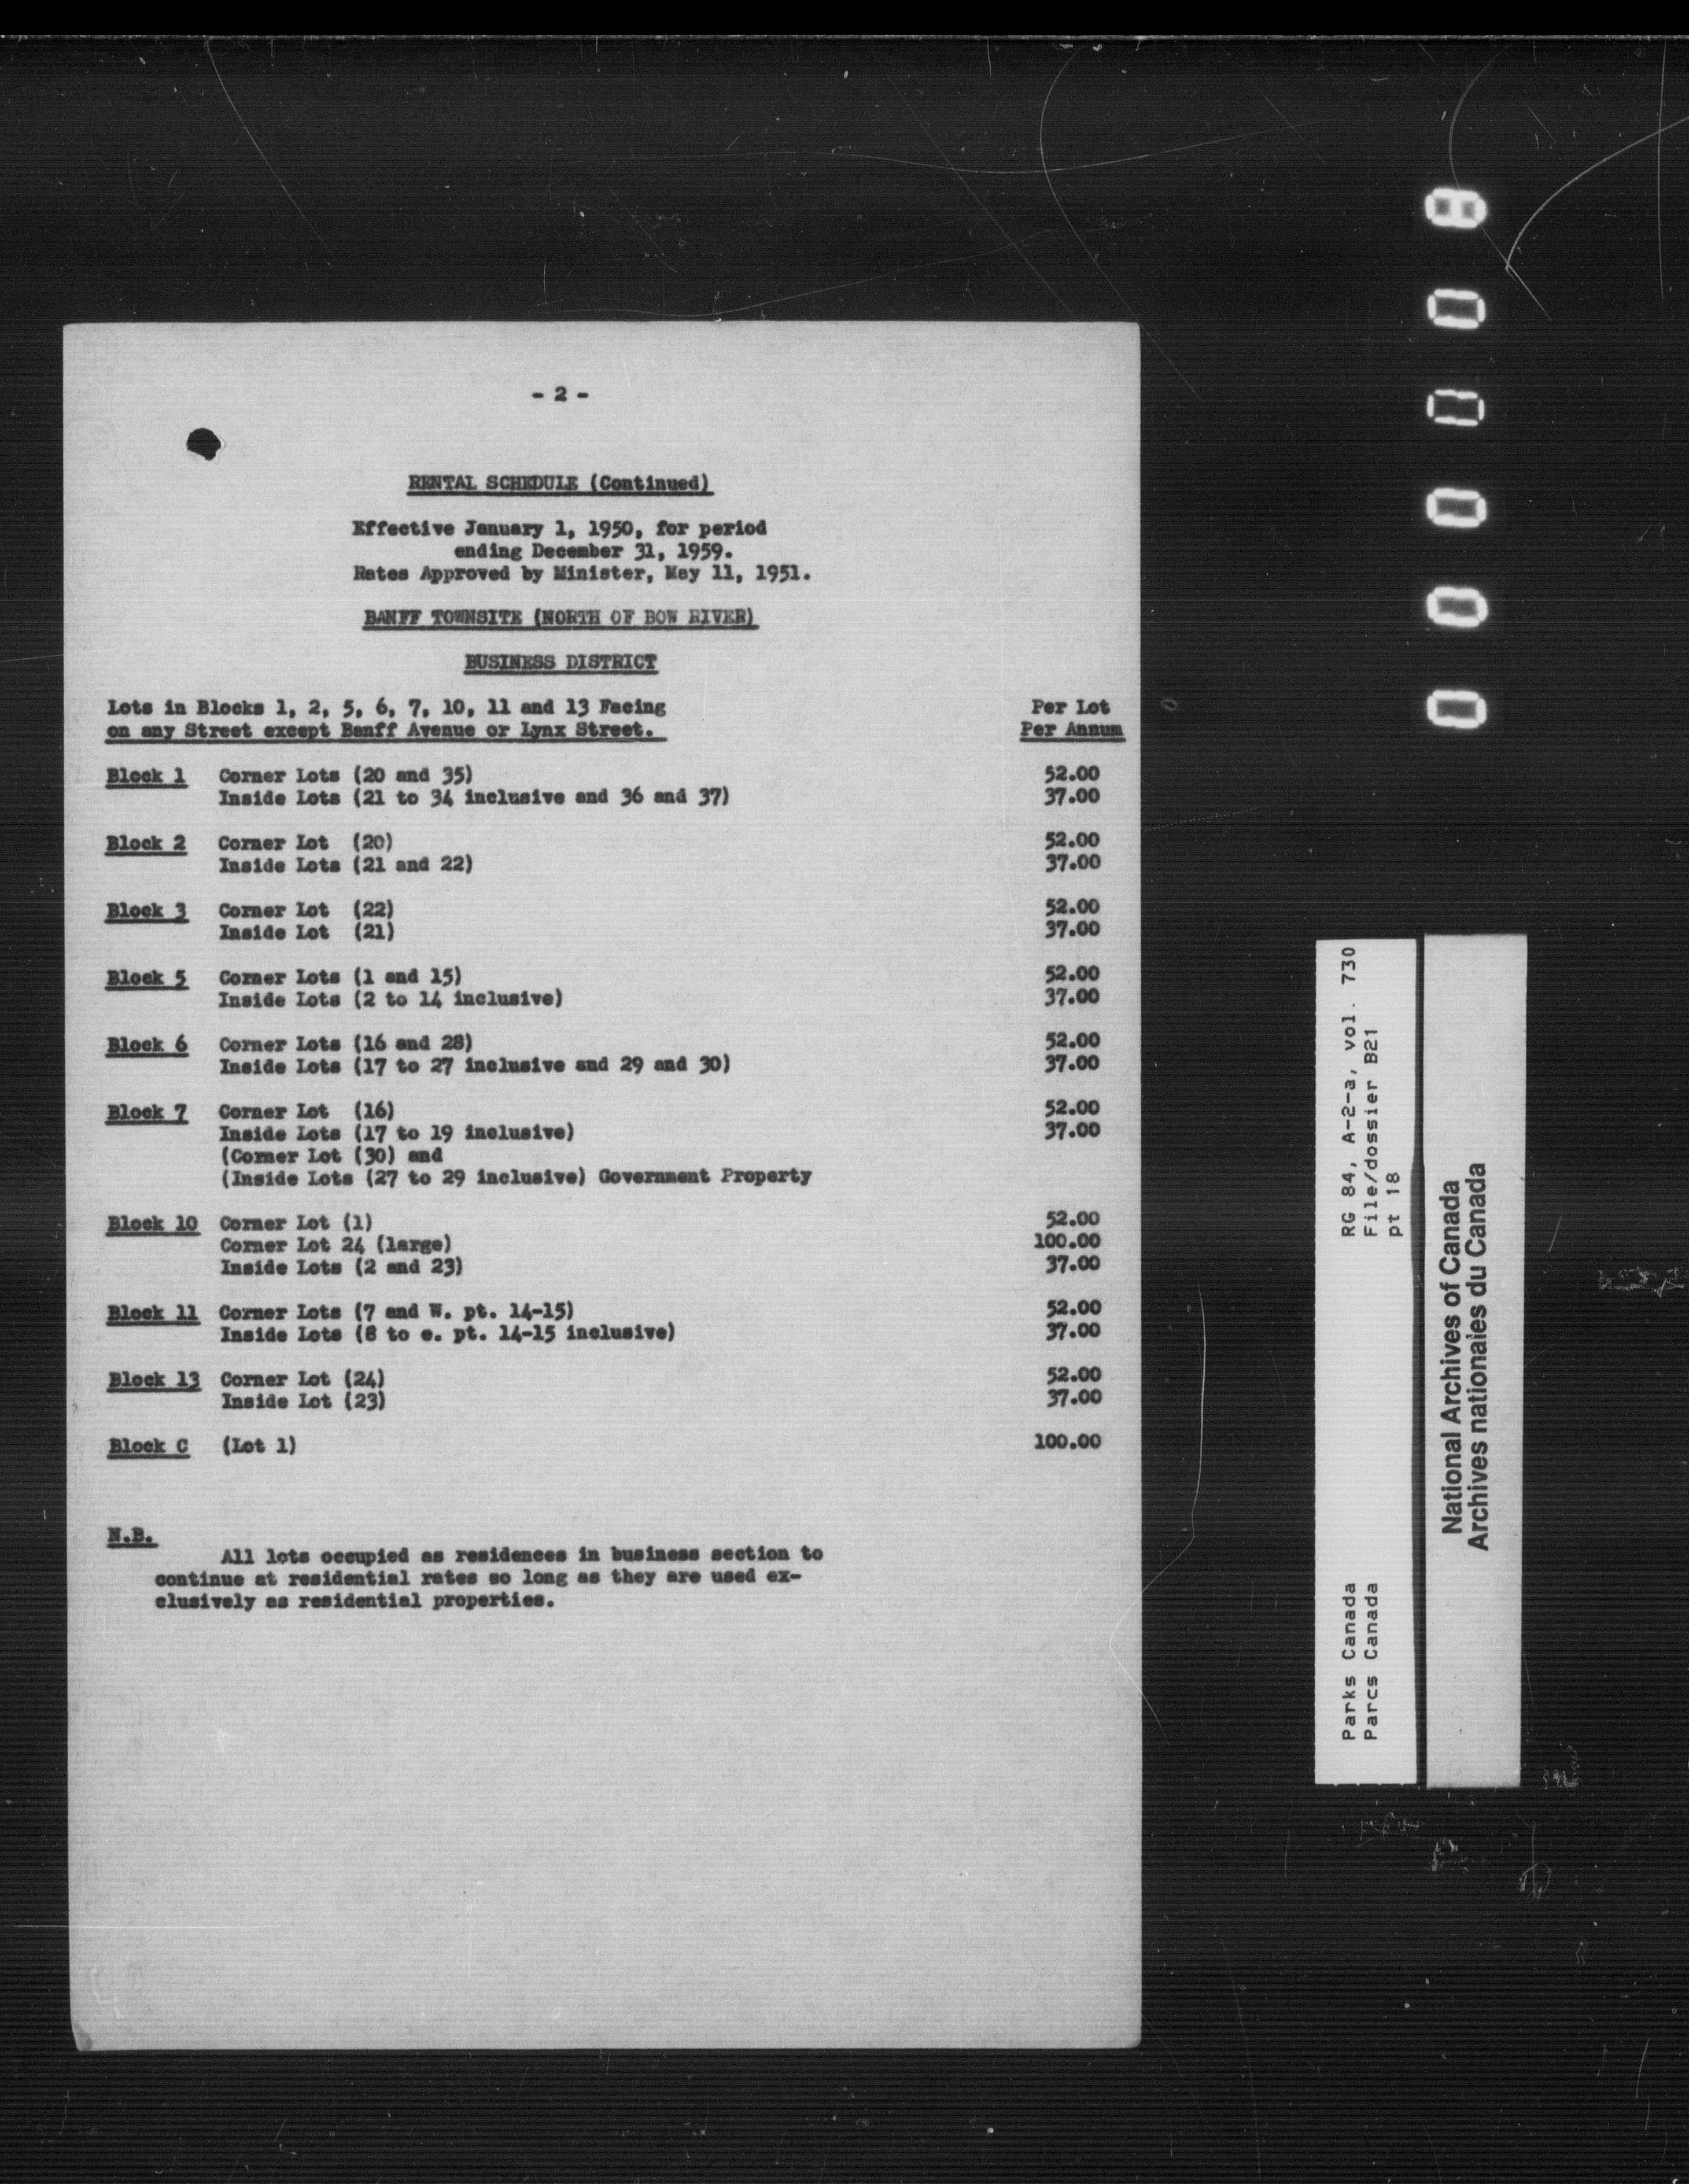 - 2 -
RENTAL SCHEDULE (Continued)
Effective January 1, 1950, for period
ending December 31, 1959.
Rates Approved by Minister, May 11, 1951.
BANFF TOWNSITE (NORTH OF BOW RIVER)
BUSINESS DISTRICT
Lots in Blocks 1, 2, 5, 6, 7, 10, 11 and 13 Facing Per Lot
on any Street except Banff Avenue or Lynx Street. Per Annum
Block 1 Corner Lots (20 and 35) 52.00
Inside Lots (21 to 34 inclusive and 36 and 37) 37.00
Block 2 Corner Lot (20) 52.00
Inside Lots (21 and 22) 37.00
Block 3 Corner Lot (22) 52.00
Inside Lot (21) 37.00
Block 5 Corner Lots (1 and 15) 52.00
Inside Lots (2 to 14 inclusive) 37.00
Block 6 Corner Lots (16 and 28) 52.00
Inside Lots (17 to 27 inclusive and 29 and 30) 37.00
Block 7 Corner Lot (16) 52.00
Inside Lots (17 to 19 inclusive) 37.00
(Corner Lot (30) and
(Inside Lots (27 to 29 inclusive) Government Property
Block 10 Corner Lot (1) 52.00
Corner Lot 24 (large) 100.00
Inside Lots (2 and 23) 37.00
Block 11 Corner Lots (7 and W. pt. 14-15) 52.00
Inside Lots (8 to e. pt. 14-15 inclusive) 37.00
Block 13 Corner Lot (24) 52.00
Inside Lot (23) 37.00
Block C (Lot 1) 100.00
N.B.
All lots occupied as residences in business section to
continue at residential rates so long as they are used ex-
clusively as residential properties.
Parks Canada RG 84, A-2-a, vol. 730
Parcs Canada File/dossier B21
pt 18
National Archives of Canada
Archives nationales du Canada